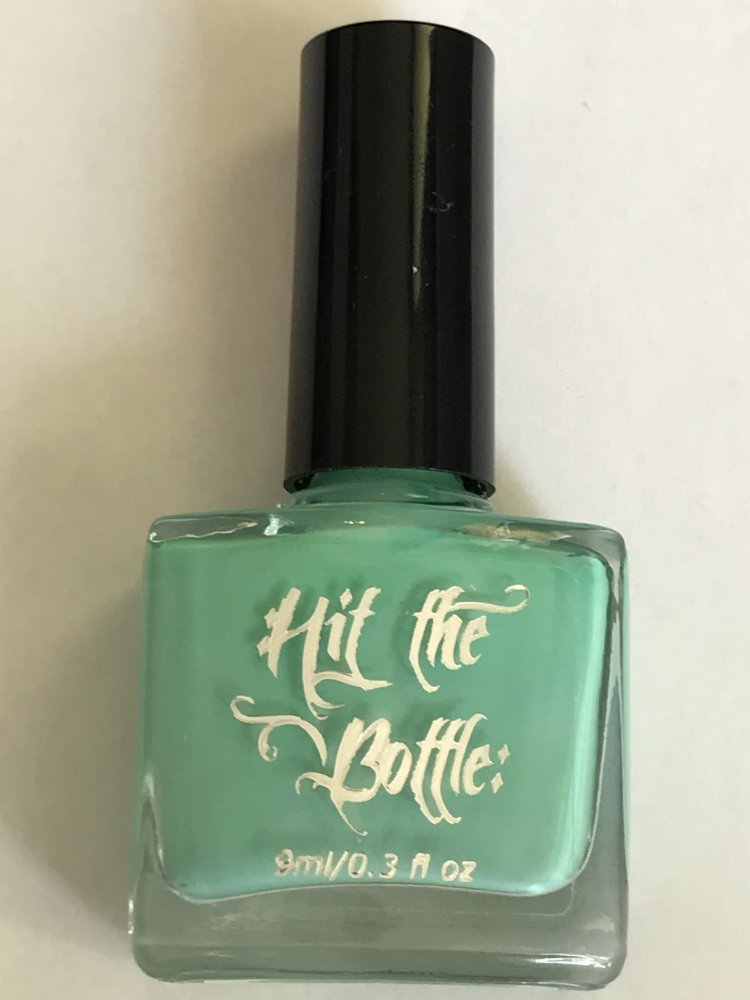 Hit the
Bottle
9ml/0.3 fl oz